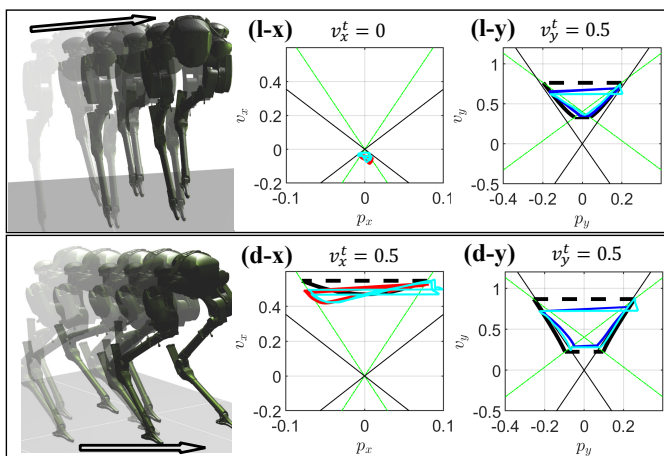 (l-x) v_x^t = 0
0.4
0.2
0
-0.2
-0.1 0 0.1
v_x
p_x
(l-y) v_y^t = 0.5
1
0.5
0
-0.5
-0.4 -0.2 0 0.2
v_y
p_y
(d-x) v_x^t = 0.5
0.4
0.2
0
-0.2
-0.1 0 0.1
v_x
p_x
(d-y) v_y^t = 0.5
1
0.5
0
-0.5
-0.2 0 0.2
v_y
p_y